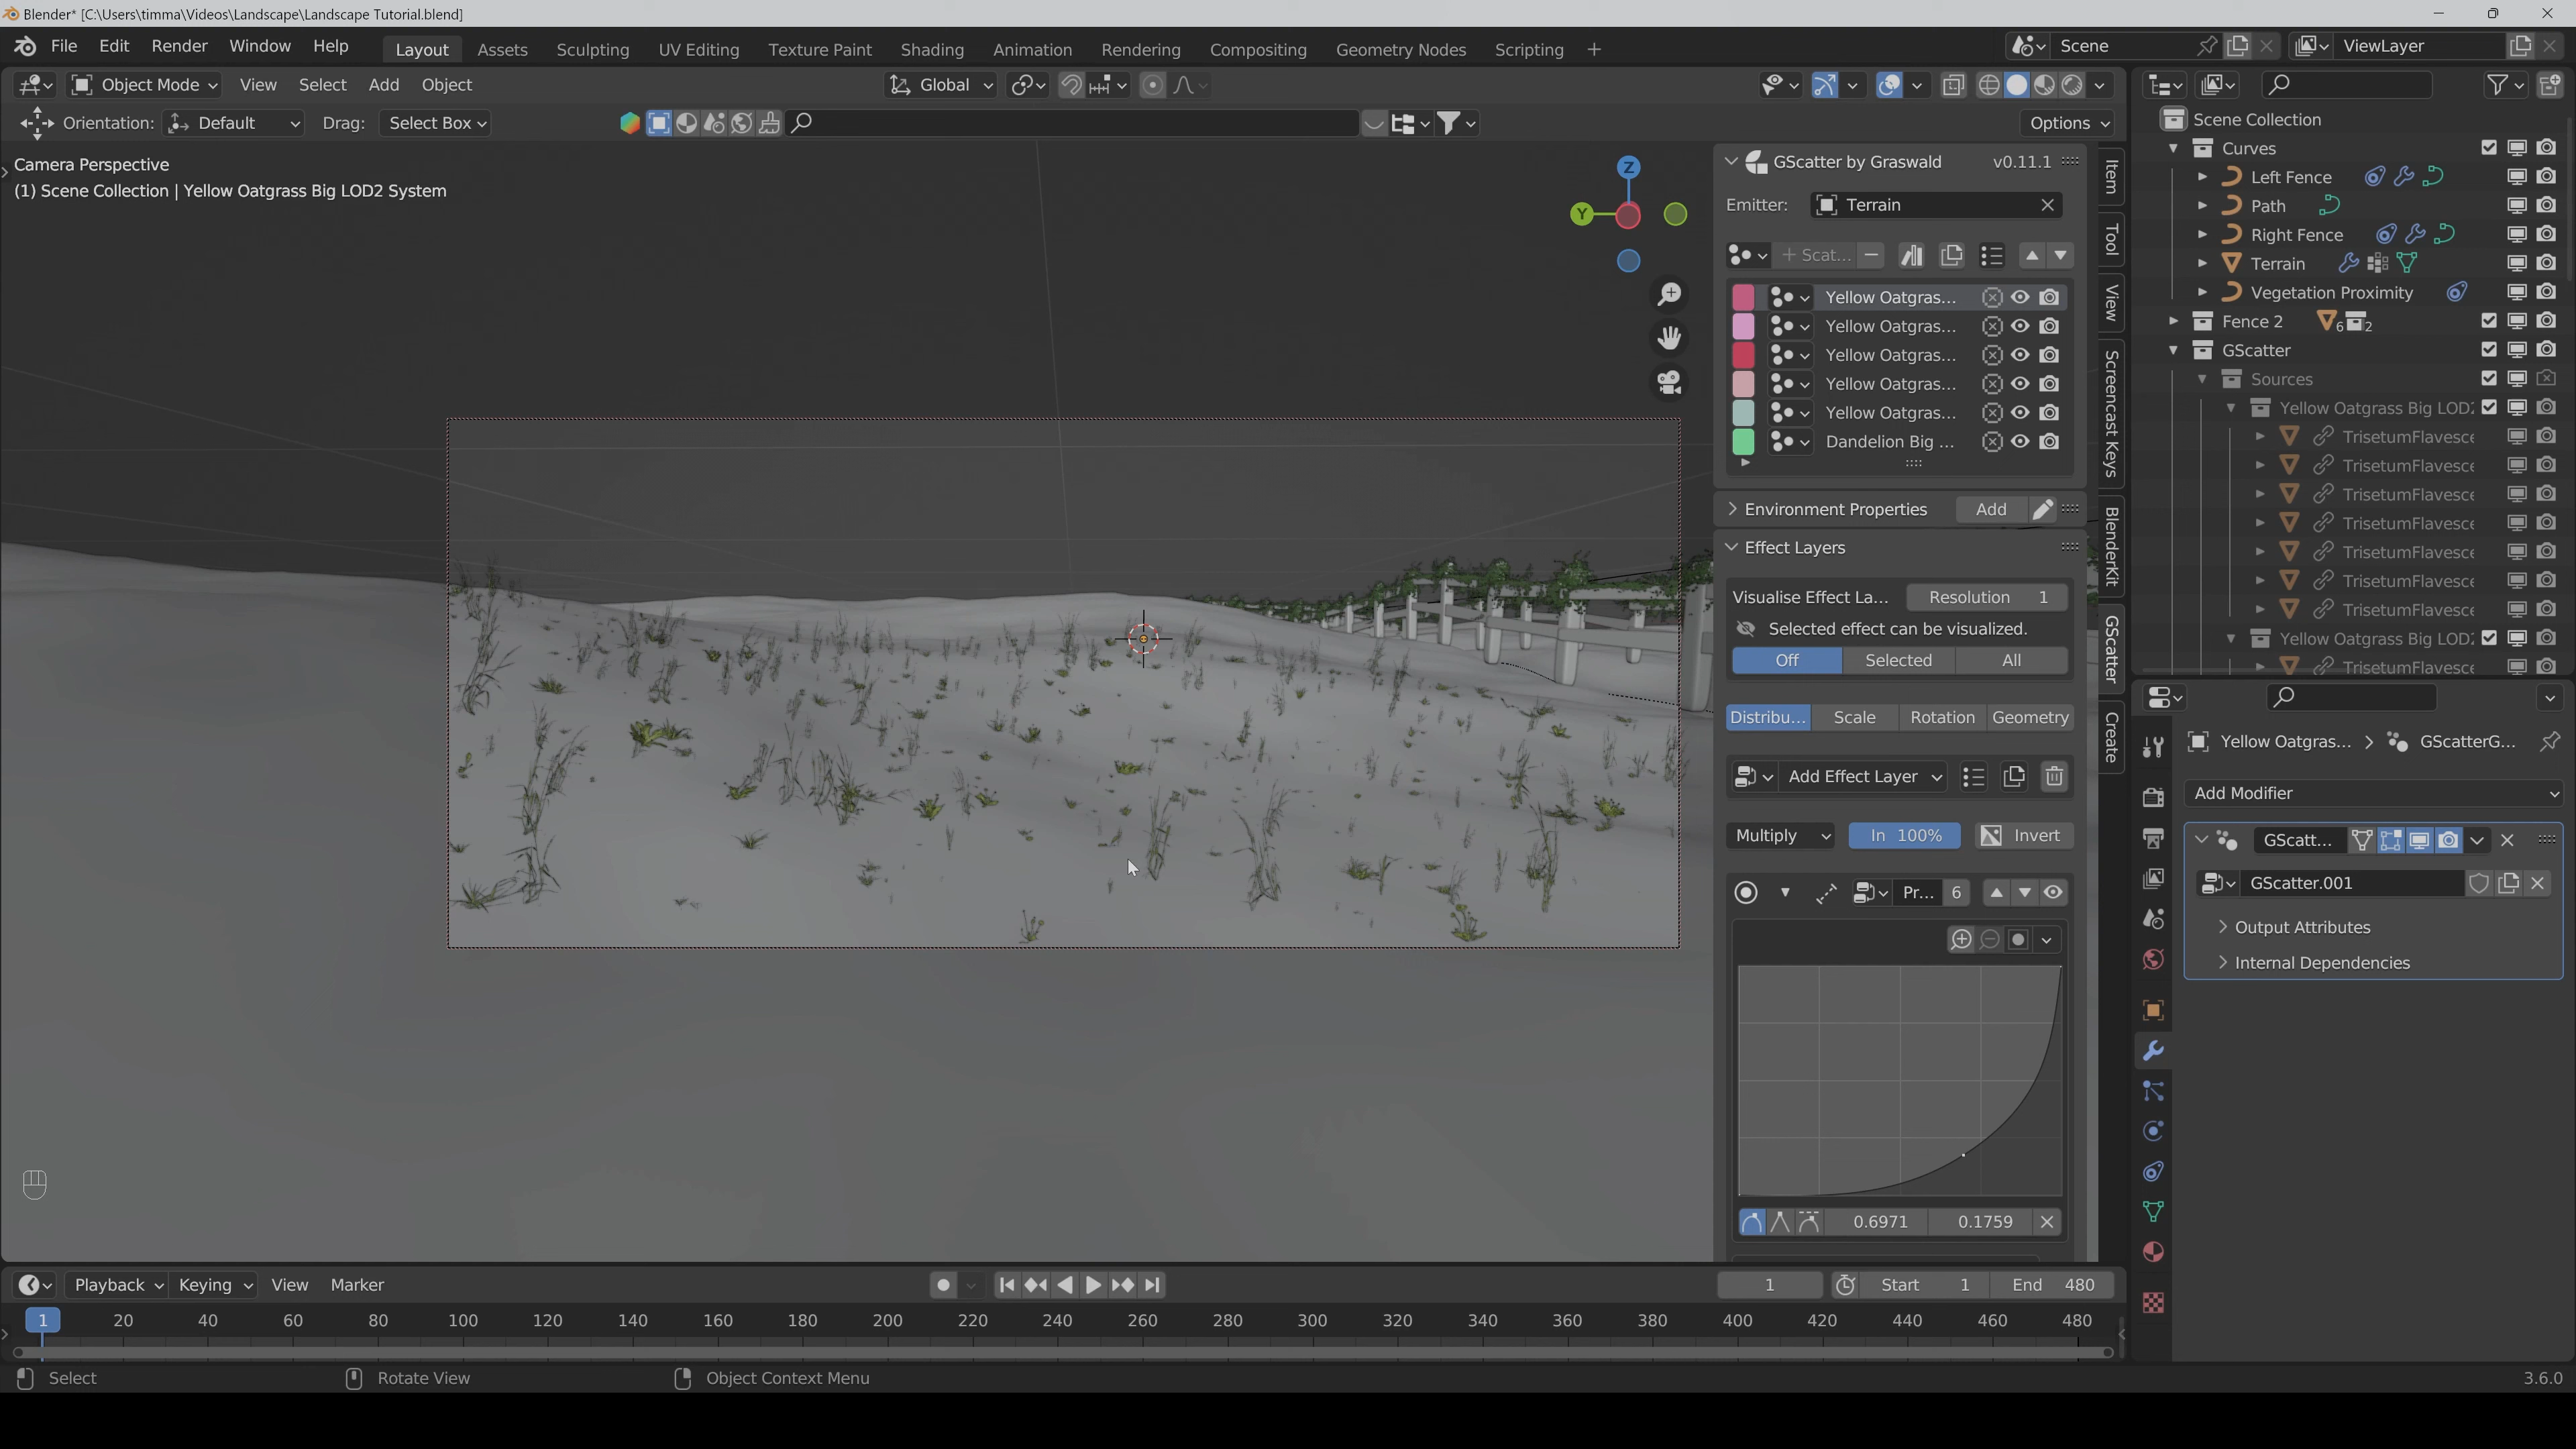 Blender* [C:\Users\timma\Videos\Landscape\Landscape Tutorial.blend]
File Edit Render Window Help Layout Assets Sculpting UV Editing Texture Paint Shading Animation Rendering Compositing Geometry Nodes Scripting + Scene ViewLayer
Object Mode View Select Add Object Global
Orientation: Default Drag: Select Box Options
Camera Perspective
(1) Scene Collection | Yellow Oatgrass Big LOD2 System
Z
Y
GScatter by Graswald v0.11.1
Emitter: Terrain
+ Scat...
Yellow Oatgras...
Yellow Oatgras...
Yellow Oatgras...
Yellow Oatgras...
Yellow Oatgras...
Dandelion Big ...
Environment Properties Add
Effect Layers
Visualise Effect La... Resolution 1
Selected effect can be visualized.
Off Selected All
Distribu... Scale Rotation Geometry
Add Effect Layer
Multiply In 100% Invert
Pr... 6
0.6971 0.1759
Item
Tool
View
Screencast Keys
BlenderKit
GScatter
Create
Scene Collection
Curves
Left Fence
Path
Right Fence
Terrain
Vegetation Proximity
Fence 2 6 2
GScatter
Sources
Yellow Oatgrass Big LOD2
TrisetumFlavesce
TrisetumFlavesce
TrisetumFlavesce
TrisetumFlavesce
TrisetumFlavesce
TrisetumFlavesce
TrisetumFlavesce
Yellow Oatgrass Big LOD2
TrisetumFlavesce
Yellow Oatgras... GScatterG...
Add Modifier
GScatt...
GScatter.001
Output Attributes
Internal Dependencies
Playback Keying View Marker 1 Start 1 End 480
1 20 40 60 80 100 120 140 160 180 200 220 240 260 280 300 320 340 360 380 400 420 440 460 480
Select Rotate View Object Context Menu 3.6.0